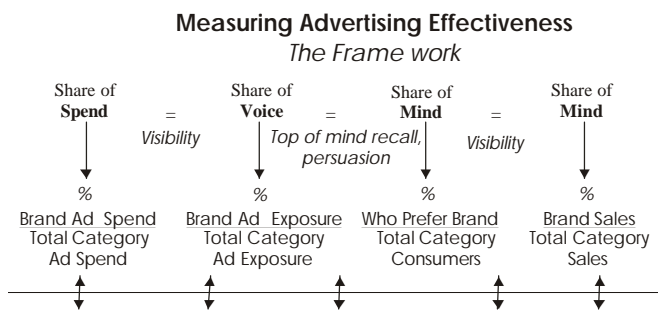 Measuring Advertising Effectiveness
The Frame work
Share of Spend
=
Visibility
Share of Voice
=
Top of mind recall,
persuasion
Share of Mind
=
Visibility
Share of Mind
%
Brand Ad Spend
Total Category
Ad Spend
%
Brand Ad Exposure
Total Category
Ad Exposure
%
Who Prefer Brand
Total Category
Consumers
%
Brand Sales
Total Category
Sales